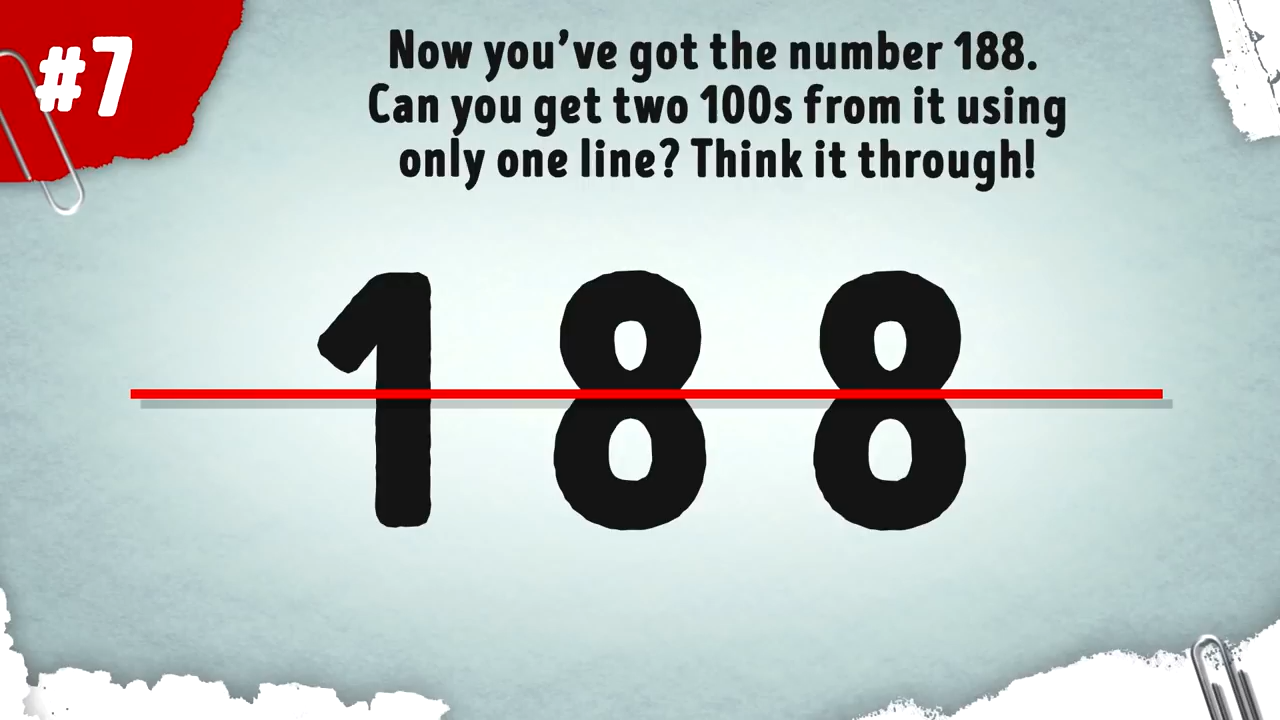 #7
Now you've got the number 188.
Can you get two 100s from it using
only one line? Think it through!
188